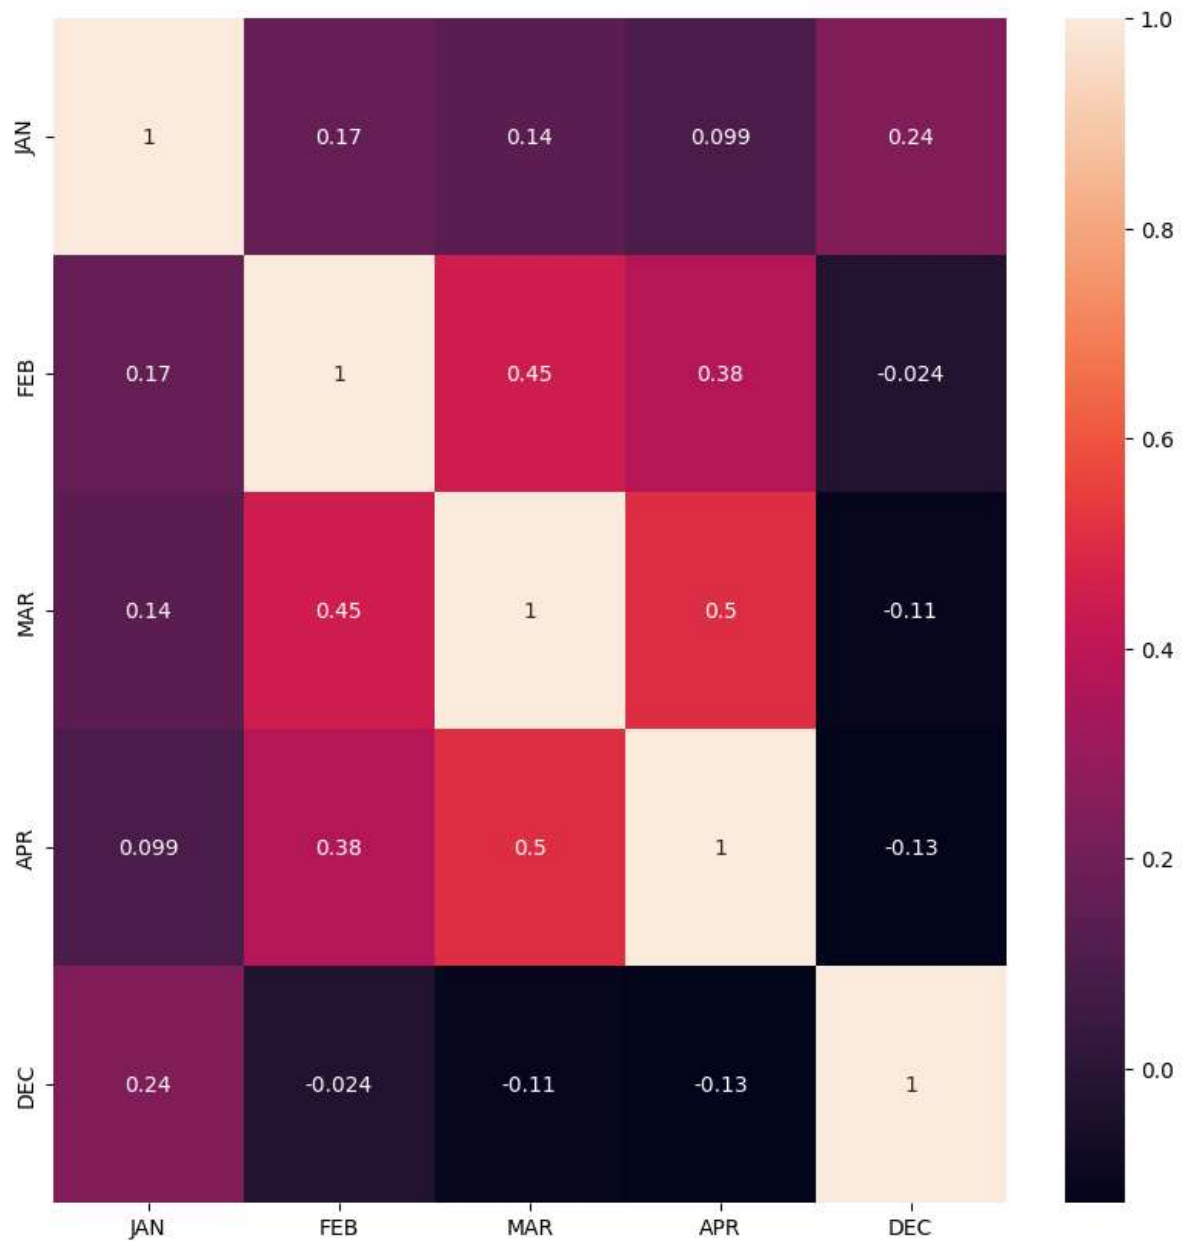 1.0
JAN 1 0.17 0.14 0.099 0.24
0.8
FEB 0.17 1 0.45 0.38 -0.024
0.6
MAR 0.14 0.45 1 0.5 -0.11
0.4
APR 0.099 0.38 0.5 1 -0.13
0.2
DEC 0.24 -0.024 -0.11 -0.13 1
0.0
JAN FEB MAR APR DEC